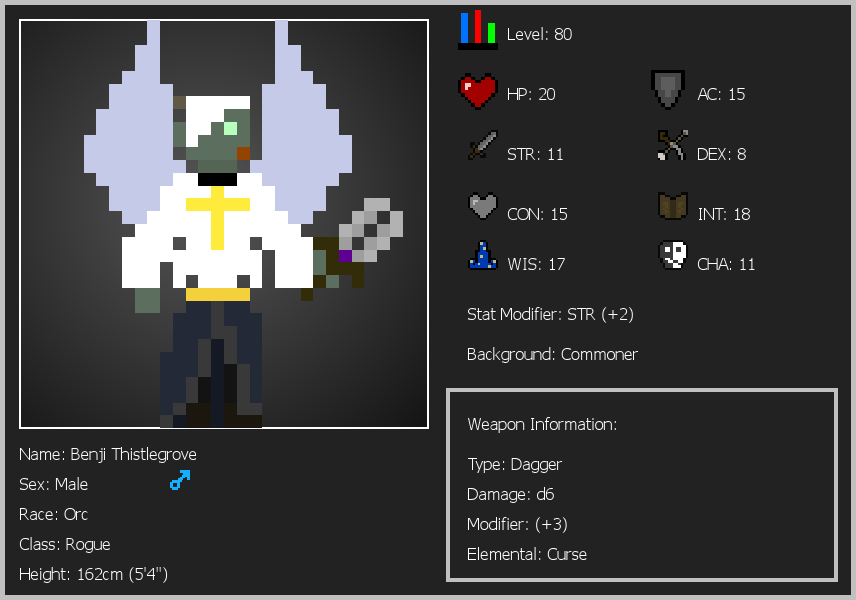 Level: 80
HP: 20
AC: 15
STR: 11
DEX: 8
CON: 15
INT: 18
WIS: 17
CHA: 11
Stat Modifier: STR (+2)
Background: Commoner
Weapon Information:
Type: Dagger
Damage: d6
Modifier: (+3)
Elemental: Curse
Name: Benji Thistlegrove
Sex: Male
Race: Orc
Class: Rogue
Height: 162cm (5'4")